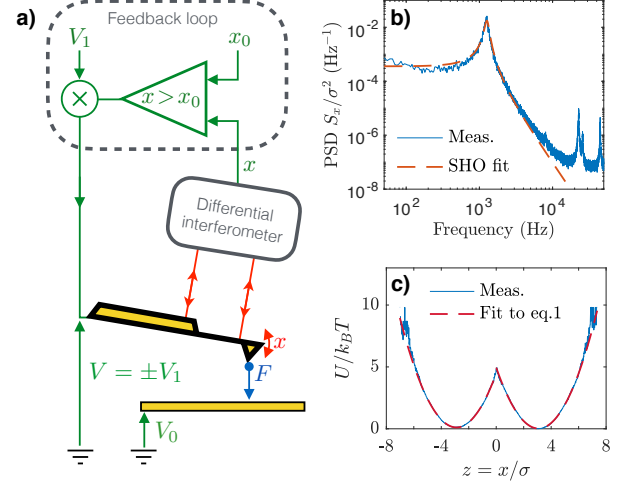 a)
Feedback loop
V₁
x₀
×
x > x₀
x
Differential
interferometer
x
F
V = ±V₁
V₀
b)
PSD Sₓ/σ² (Hz⁻¹)
10⁻²
10⁻⁴
10⁻⁶
10⁻⁸
Meas.
SHO fit
10² 10³ 10⁴
Frequency (Hz)
c)
U/k_BT
10
5
0
Meas.
Fit to eq.1
-8 -4 0 4 8
z = x/σ